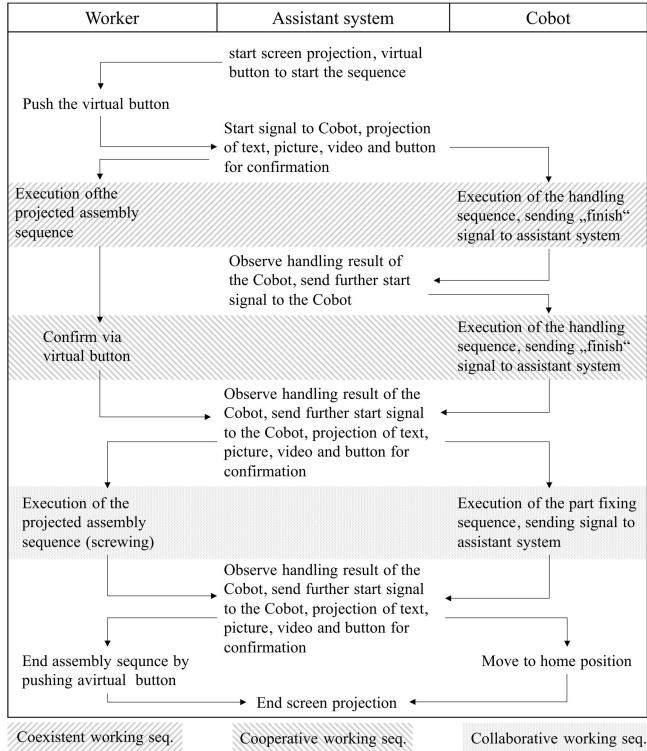 Worker
Assistant system
Cobot
start screen projection, virtual
button to start the sequence
Push the virtual button
Start signal to Cobot, projection
of text, picture, video and button
for confirmation
Execution ofthe
projected assembly
sequence
Execution of the handling
sequence, sending „finish“
signal to assistant system
Observe handling result of
the Cobot, send further start
signal to the Cobot
Confirm via
virtual button
Execution of the handling
sequence, sending „finish“
signal to assistant system
Observe handling result of the
Cobot, send further start signal
to the Cobot, projection of text,
picture, video and button for
confirmation
Execution of the
projected assembly
sequence (screwing)
Execution of the part fixing
sequence, sending signal to
assistant system
Observe handling result of the
Cobot, send further start signal
to the Cobot, projection of text,
picture, video and button for
confirmation
End assembly sequnce by
pushing avirtual button
Move to home position
End screen projection
Coexistent working seq.
Cooperative working seq.
Collaborative working seq.